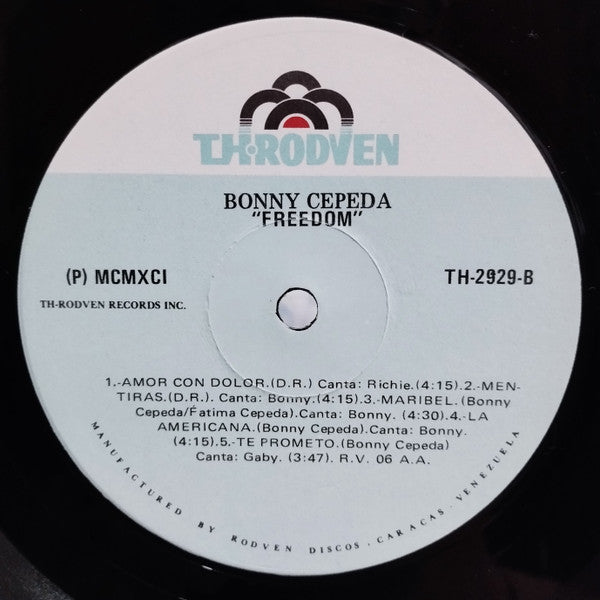 TH·RODVEN
BONNY CEPEDA
"FREEDOM"
(P) MCMXCI
TH-2929-B
TH-RODVEN RECORDS INC.
1.-AMOR CON DOLOR.(D.R.) Canta: Richie.(4:15).2.-MEN-
TIRAS.(D.R.). Canta: Bonny.(4:15).3.-MARIBEL.(Bonny
Cepeda/Fatima Cepeda).Canta: Bonny. (4:30).4.-LA
AMERICANA.(Bonny Cepeda).Canta: Bonny.
(4:15).5.-TE PROMETO.(Bonny Cepeda)
Canta: Gaby. (3:47). R.V. 06 A.A.
MANUFACTURED BY RODVEN DISCOS · CARACAS · VENEZUELA